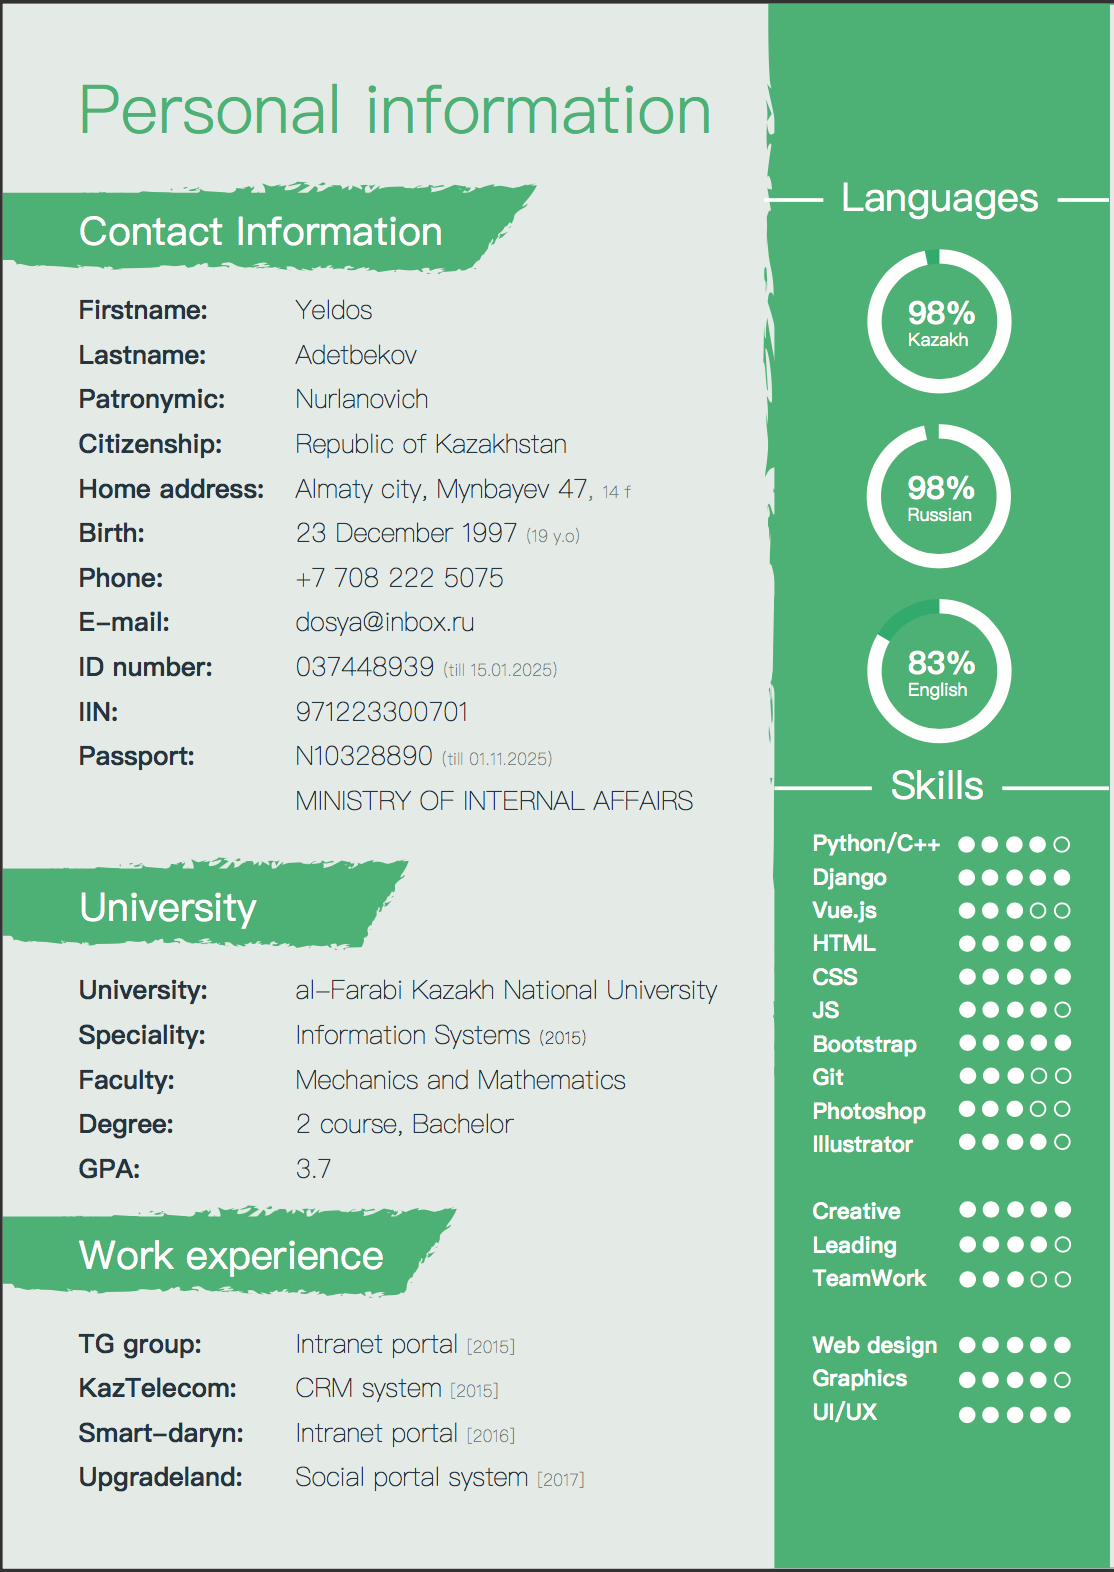 Personal information
Contact Information
Firstname: Yeldos
Lastname: Adetbekov
Patronymic: Nurlanovich
Citizenship: Republic of Kazakhstan
Home address: Almaty city, Mynbayev 47, 14 f
Birth: 23 December 1997 (19 y.o)
Phone: +7 708 222 5075
E-mail: dosya@inbox.ru
ID number: 037448939 (till 15.01.2025)
IIN: 971223300701
Passport: N10328890 (till 01.11.2025)
MINISTRY OF INTERNAL AFFAIRS
University
University: al-Farabi Kazakh National University
Speciality: Information Systems (2015)
Faculty: Mechanics and Mathematics
Degree: 2 course, Bachelor
GPA: 3.7
Work experience
TG group: Intranet portal [2015]
KazTelecom: CRM system [2015]
Smart-daryn: Intranet portal [2016]
Upgradeland: Social portal system [2017]
Languages
98%
Kazakh
98%
Russian
83%
English
Skills
Python/C++
Django
Vue.js
HTML
CSS
JS
Bootstrap
Git
Photoshop
Illustrator
Creative
Leading
TeamWork
Web design
Graphics
UI/UX